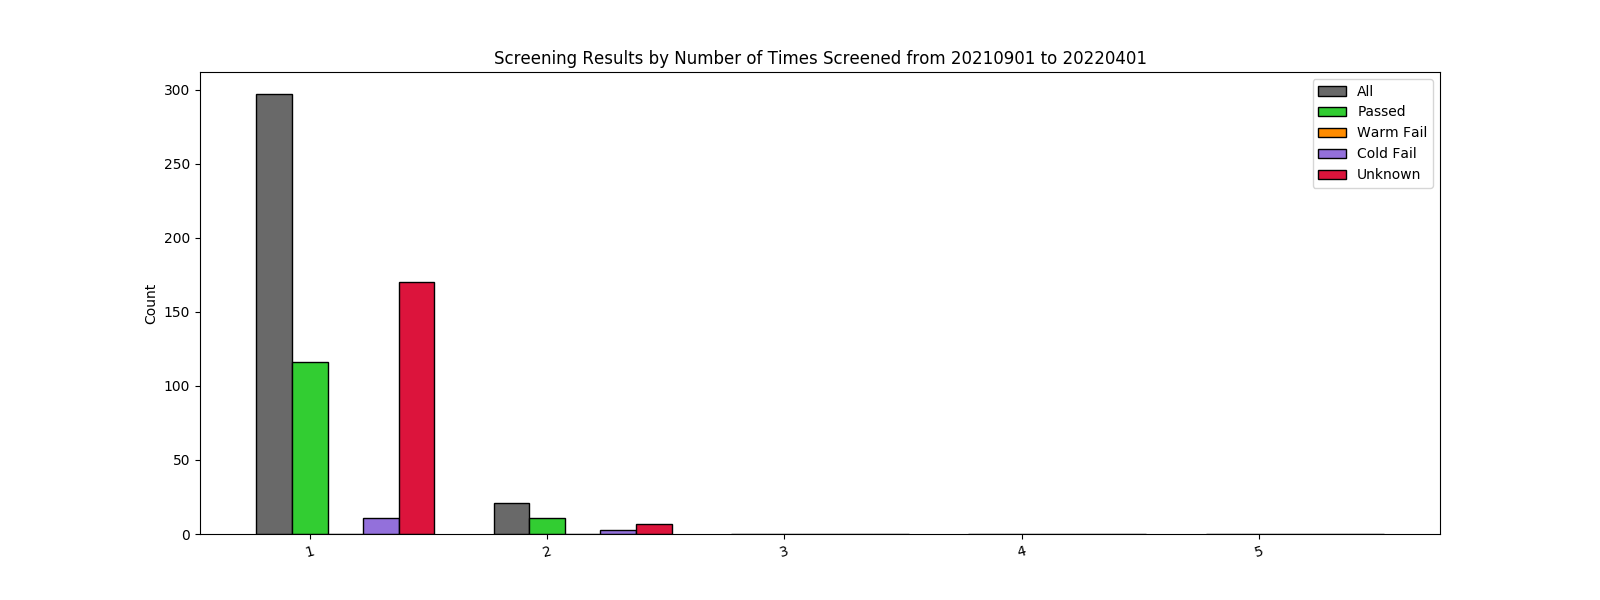 Screening Results by Number of Times Screened from 20210901 to 20220401
300
250
200
150
100
50
0
Count
All
Passed
Warm Fail
Cold Fail
Unknown
1
2
3
4
5